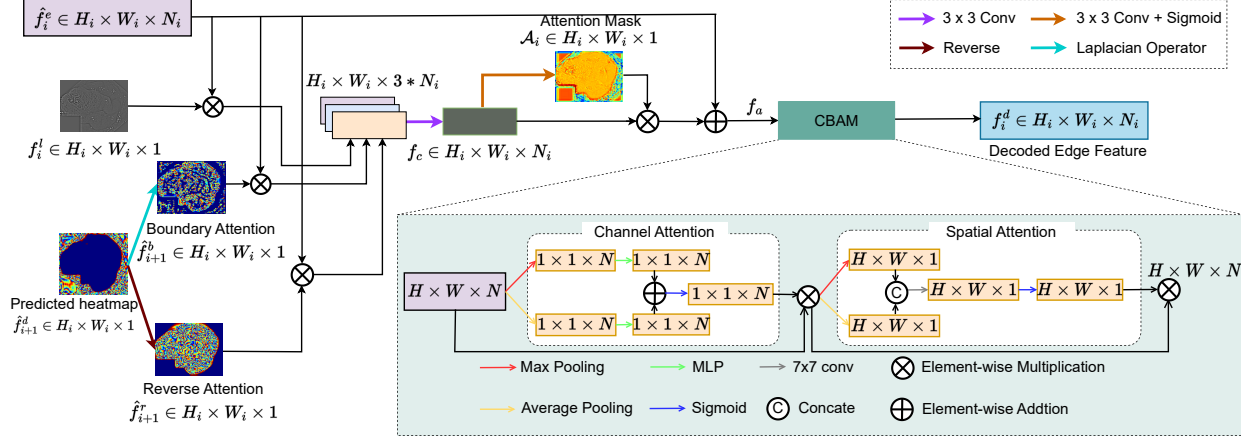 f̂_i^e ∈ H_i × W_i × N_i
Attention Mask
𝒜_i ∈ H_i × W_i × 1
3 x 3 Conv
3 x 3 Conv + Sigmoid
Reverse
Laplacian Operator
H_i × W_i × 3 * N_i
f_i^l ∈ H_i × W_i × 1
f_c ∈ H_i × W_i × N_i
f_a
CBAM
f_i^d ∈ H_i × W_i × N_i
Decoded Edge Feature
Boundary Attention
f̂_{i+1}^b ∈ H_i × W_i × 1
Predicted heatmap
f̂_{i+1}^d ∈ H_i × W_i × 1
Reverse Attention
f̂_{i+1}^r ∈ H_i × W_i × 1
Channel Attention
Spatial Attention
H × W × N
1 × 1 × N
1 × 1 × N
1 × 1 × N
1 × 1 × N
1 × 1 × N
H × W × 1
C
H × W × 1
H × W × 1
H × W × 1
H × W × N
Max Pooling
MLP
7x7 conv
Element-wise Multiplication
Average Pooling
Sigmoid
C
Concate
Element-wise Addtion